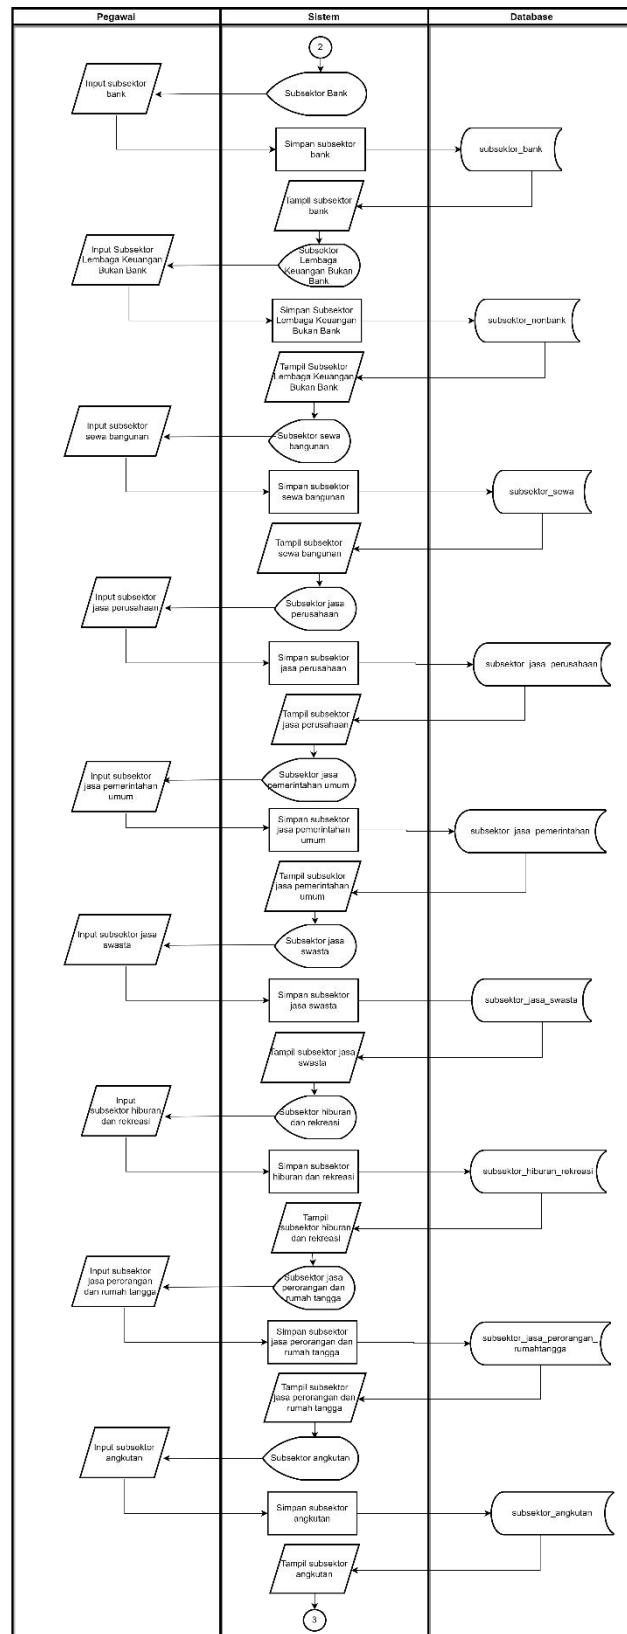 Pegawai
Sistem
Database
2
Subsektor Bank
Input subsektor
bank
Simpan subsektor
bank
subsektor_bank
Tampil subsektor
bank
Subsektor
Lembaga
Keuangan Bukan
Bank
Input Subsektor
Lembaga Keuangan
Bukan Bank
Simpan Subsektor
Lembaga Keuangan
Bukan Bank
subsektor_nonbank
Tampil Subsektor
Lembaga Keuangan
Bukan Bank
Subsektor sewa
bangunan
Input subsektor
sewa bangunan
Simpan subsektor
sewa bangunan
subsektor_sewa
Tampil subsektor
sewa bangunan
Subsektor jasa
perusahaan
Input subsektor
jasa perusahaan
Simpan subsektor
jasa perusahaan
subsektor_jasa_perusahaan
Tampil subsektor
jasa perusahaan
Subsektor jasa
pemerintahan umum
Input subsektor
jasa pemerintahan
umum
Simpan subsektor
jasa pemerintahan
umum
subsektor_jasa_pemerintahan
Tampil subsektor
jasa pemerintahan
umum
Subsektor jasa
swasta
Input subsektor jasa
swasta
Simpan subsektor
jasa swasta
subsektor_jasa_swasta
Tampil subsektor jasa
swasta
Subsektor hiburan
dan rekreasi
Input
subsektor hiburan
dan rekreasi
Simpan subsektor
hiburan dan rekreasi
subsektor_hiburan_rekreasi
Tampil
subsektor hiburan
dan rekreasi
Subsektor jasa
perorangan dan
rumah tangga
Input subsektor
jasa perorangan
dan rumah tangga
Simpan subsektor
jasa perorangan dan
rumah tangga
subsektor_jasa_perorangan_
rumahtangga
Tampil subsektor
jasa perorangan dan
rumah tangga
Subsektor angkutan
Input subsektor
angkutan
Simpan subsektor
angkutan
subsektor_angkutan
Tampil subsektor
angkutan
3